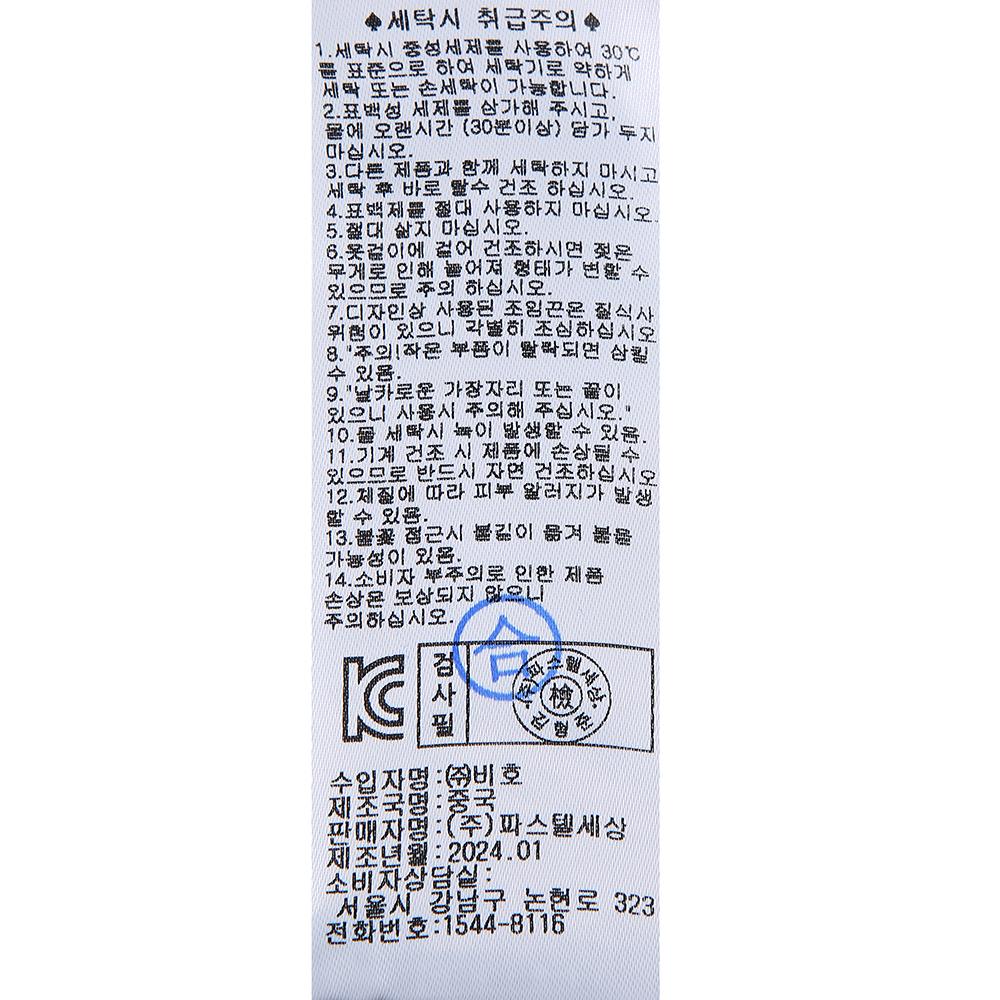 ♠세탁시 취급주의♠
1.세탁시 중성세제를 사용하여 30℃
를 표준으로 하여 세탁기로 약하게
세탁 또는 손세탁이 가능합니다.
2.표백성 세제를 삼가해 주시고,
물에 오랜시간 (30분이상) 담가 두지
마십시오.
3.다른 제품과 함께 세탁하지 마시고
세탁 후 바로 탈수 건조 하십시오.
4.표백제를 절대 사용하지 마십시오.
5.절대 삶지 마십시오.
6.옷걸이에 걸어 건조하시면 젖은
무게로 인해 늘어져 형태가 변할 수
있으므로 주의 하십시오.
7.디자인상 사용된 조임끈은 질식사
위험이 있으니 각별히 조심하십시오
8."주의!작은 부품이 탈락되면 삼킬
수 있음.
9."날카로운 가장자리 또는 끝이
있으니 사용시 주의해 주십시오."
10.물 세탁시 녹이 발생할 수 있음.
11.기계 건조 시 제품에 손상될 수
있으므로 반드시 자연 건조하십시오
12.체질에 따라 피부 알러지가 발생
할 수 있음.
13.불꽃 접근시 불길이 옮겨 붙을
가능성이 있음.
14.소비자 부주의로 인한 제품
손상은 보상되지 않으니
주의하십시오.
合
KC
검사필
(주)파스텔세상
檢
김형준
수입자명:㈜비호
제조국명:중국
판매자명:(주)파스텔세상
제조년월:2024.01
소비자상담실:
서울시 강남구 논현로 323
전화번호:1544-8116